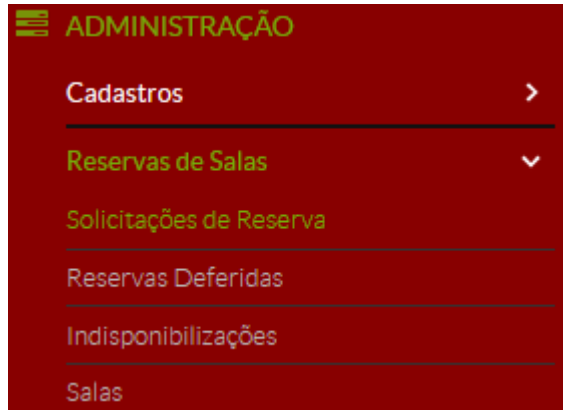 ADMINISTRAÇÃO
Cadastros
Reservas de Salas
Solicitações de Reserva
Reservas Deferidas
Indisponibilizações
Salas